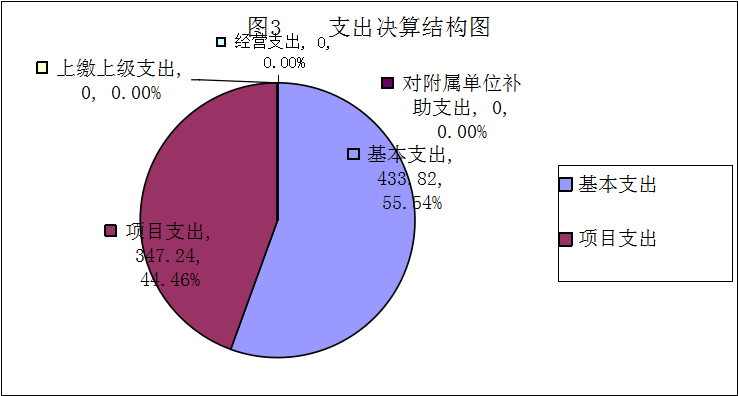 图3 支出决算结构图
经营支出, 0,
0.00%
上缴上级支出,
0, 0.00%
对附属单位补
助支出, 0,
0.00%
基本支出,
433.82,
55.54%
项目支出,
347.24,
44.46%
基本支出
项目支出